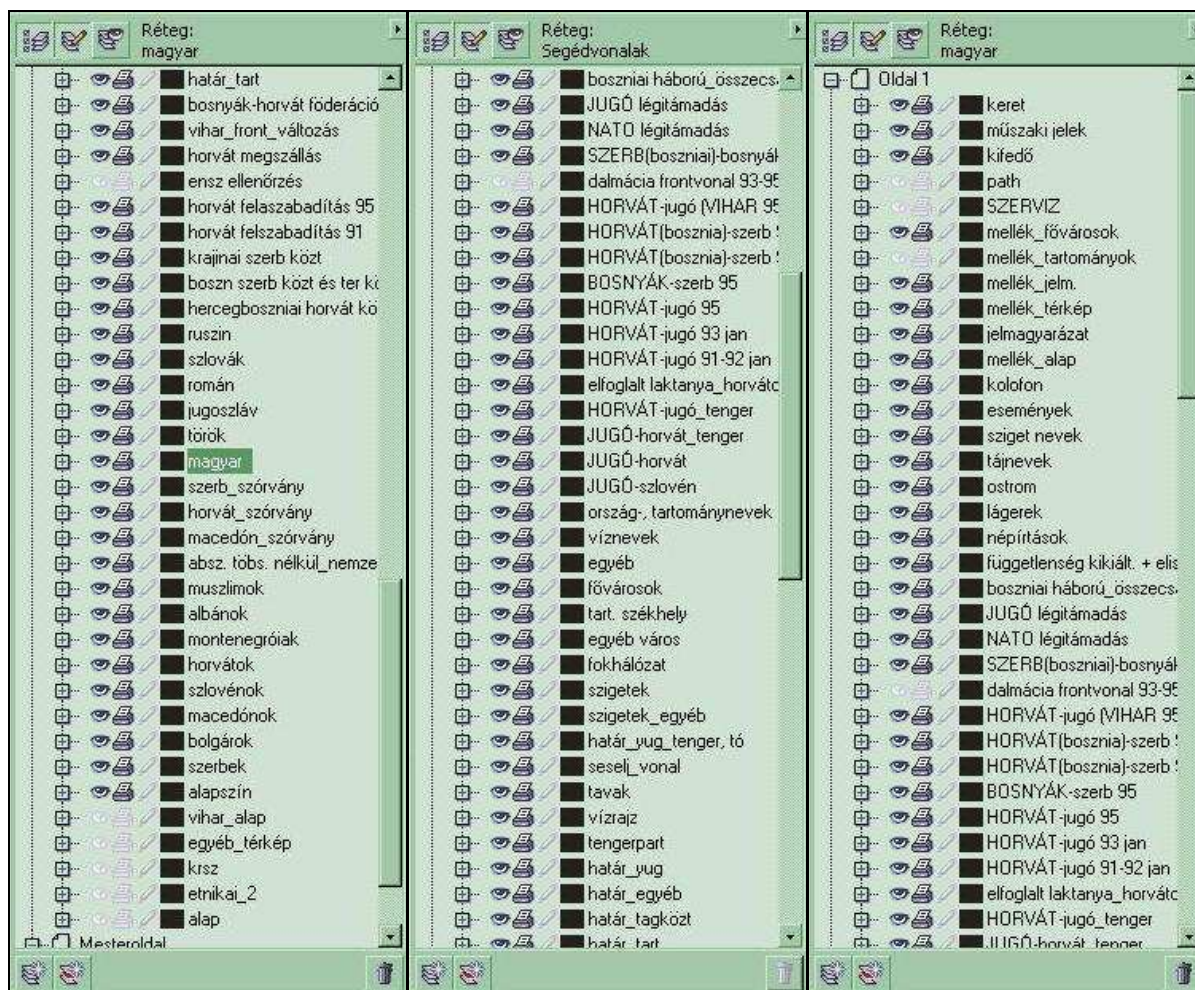 Réteg:
magyar
határ_tart
bosnyák-horvát föderáció
vihar_front_változás
horvát megszállás
ensz ellenőrzés
horvát felaszabadítás 95
horvát felszabadítás 91
krajinai szerb közt
boszn szerb közt és ter kö
hercegboszniai horvát kö
ruszin
szlovák
román
jugoszláv
török
magyar
szerb_szórvány
horvát_szórvány
macedón_szórvány
absz. töbs. nélkül_nemze
muszlimok
albánok
montenegróiak
horvátok
szlovénok
macedónok
bolgárok
szerbek
alapszín
vihar_alap
egyéb_térkép
krsz
etnikai_2
alap
Mesteroldal
Réteg:
Segédvonalak
boszniai háború_összecs
JUGÓ légitámadás
NATO légitámadás
SZERB(boszniai)-bosnyák
dalmácia frontvonal 93-95
HORVÁT-jugó (VIHAR 95
HORVÁT(bosznia)-szerb
HORVÁT(bosznia)-szerb
BOSNYÁK-szerb 95
HORVÁT-jugó 95
HORVÁT-jugó 93 jan
HORVÁT-jugó 91-92 jan
elfoglalt laktanya_horvátc
HORVÁT-jugó_tenger
JUGÓ-horvát_tenger
JUGÓ-horvát
JUGÓ-szlovén
ország-, tartománynevek
víznevek
egyéb
fővárosok
tart. székhely
egyéb város
fokhálózat
szigetek
szigetek_egyéb
határ_yug_tenger, tó
seselj_vonal
tavak
vízrajz
tengerpart
határ_yug
határ_egyéb
határ_tagközt
határ_tart
Réteg:
magyar
Oldal 1
keret
műszaki jelek
kifedő
path
SZERVIZ
mellék_fővárosok
mellék_tartományok
mellék_jelm.
mellék_térkép
jelmagyarázat
mellék_alap
kolofon
események
sziget nevek
tájnevek
ostrom
lágerek
népírtások
függetlenség kikiált. + elis
boszniai háború_összecs
JUGÓ légitámadás
NATO légitámadás
SZERB(boszniai)-bosnyák
dalmácia frontvonal 93-95
HORVÁT-jugó (VIHAR 95
HORVÁT(bosznia)-szerb
HORVÁT(bosznia)-szerb
BOSNYÁK-szerb 95
HORVÁT-jugó 95
HORVÁT-jugó 93 jan
HORVÁT-jugó 91-92 jan
elfoglalt laktanya_horvátc
HORVÁT-jugó_tenger
JUGÓ-horvát_tenger